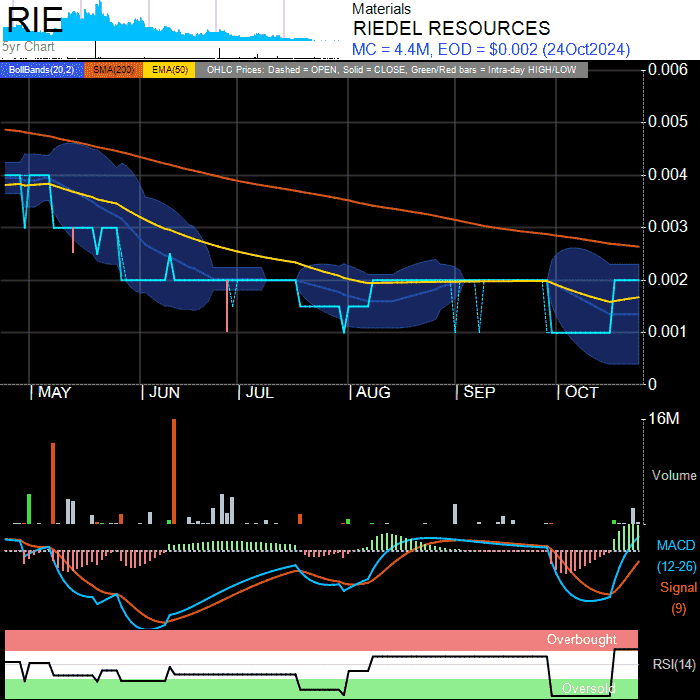 RIE
5yr Chart
Materials
RIEDEL RESOURCES
MC = 4.4M, EOD = $0.002 (24Oct2024)
BollBands(20,2) SMA(200) EMA(50) OHLC Prices: Dashed = OPEN, Solid = CLOSE, Green/Red bars = Intra-day HIGH/LOW
0.006
0.005
0.004
0.003
0.002
0.001
0
MAY JUN JUL AUG SEP OCT
16M
Volume
MACD
(12-26)
Signal
(9)
Overbought
RSI(14)
Oversold